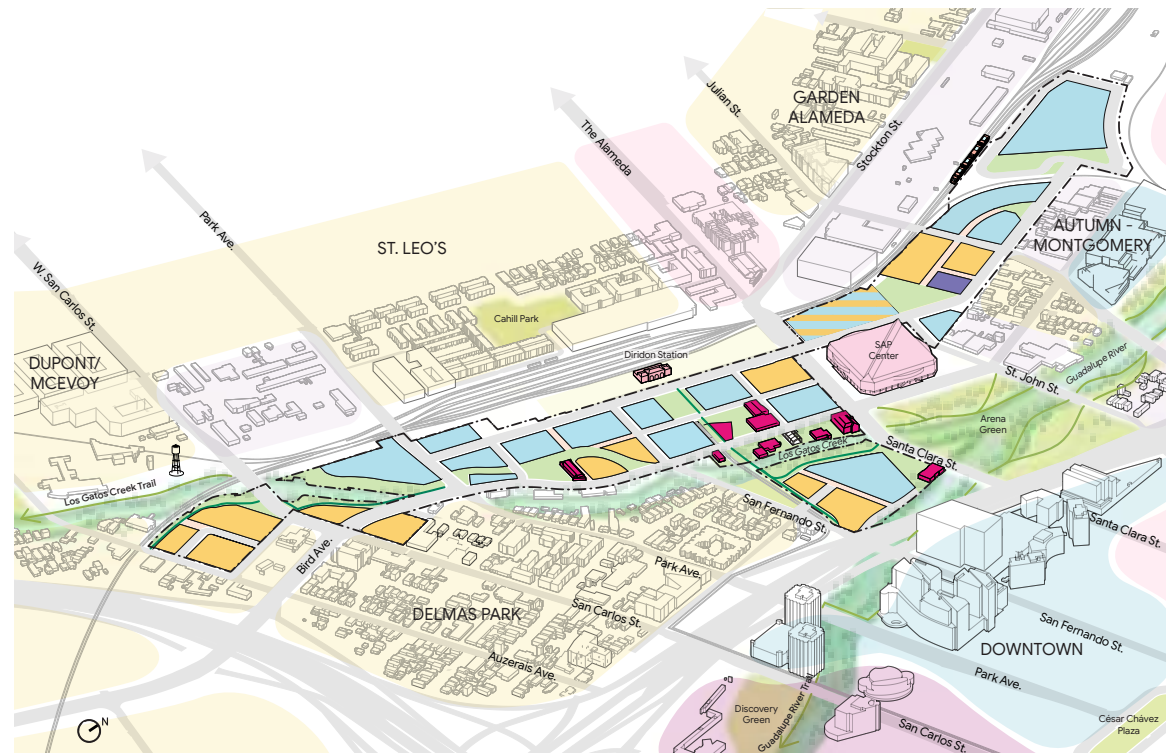 GARDEN
ALAMEDA
Julian St.
Stockton St.
The Alameda
AUTUMN -
MONTGOMERY
Park Ave.
ST. LEO'S
W. San Carlos St.
Cahill Park
Diridon Station
SAP
Center
Guadalupe River
St. John St.
DUPONT/
MCEVOY
Arena
Green
Los Gatos Creek
Santa Clara St.
Los Gatos Creek Trail
San Fernando St.
Santa Clara St.
Bird Ave.
Park Ave.
San Carlos St.
DELMAS PARK
San Fernando St.
DOWNTOWN
Auzerais Ave.
Park Ave.
Discovery
Green
Guadalupe River Trail
San Carlos St.
César Chávez
Plaza
N